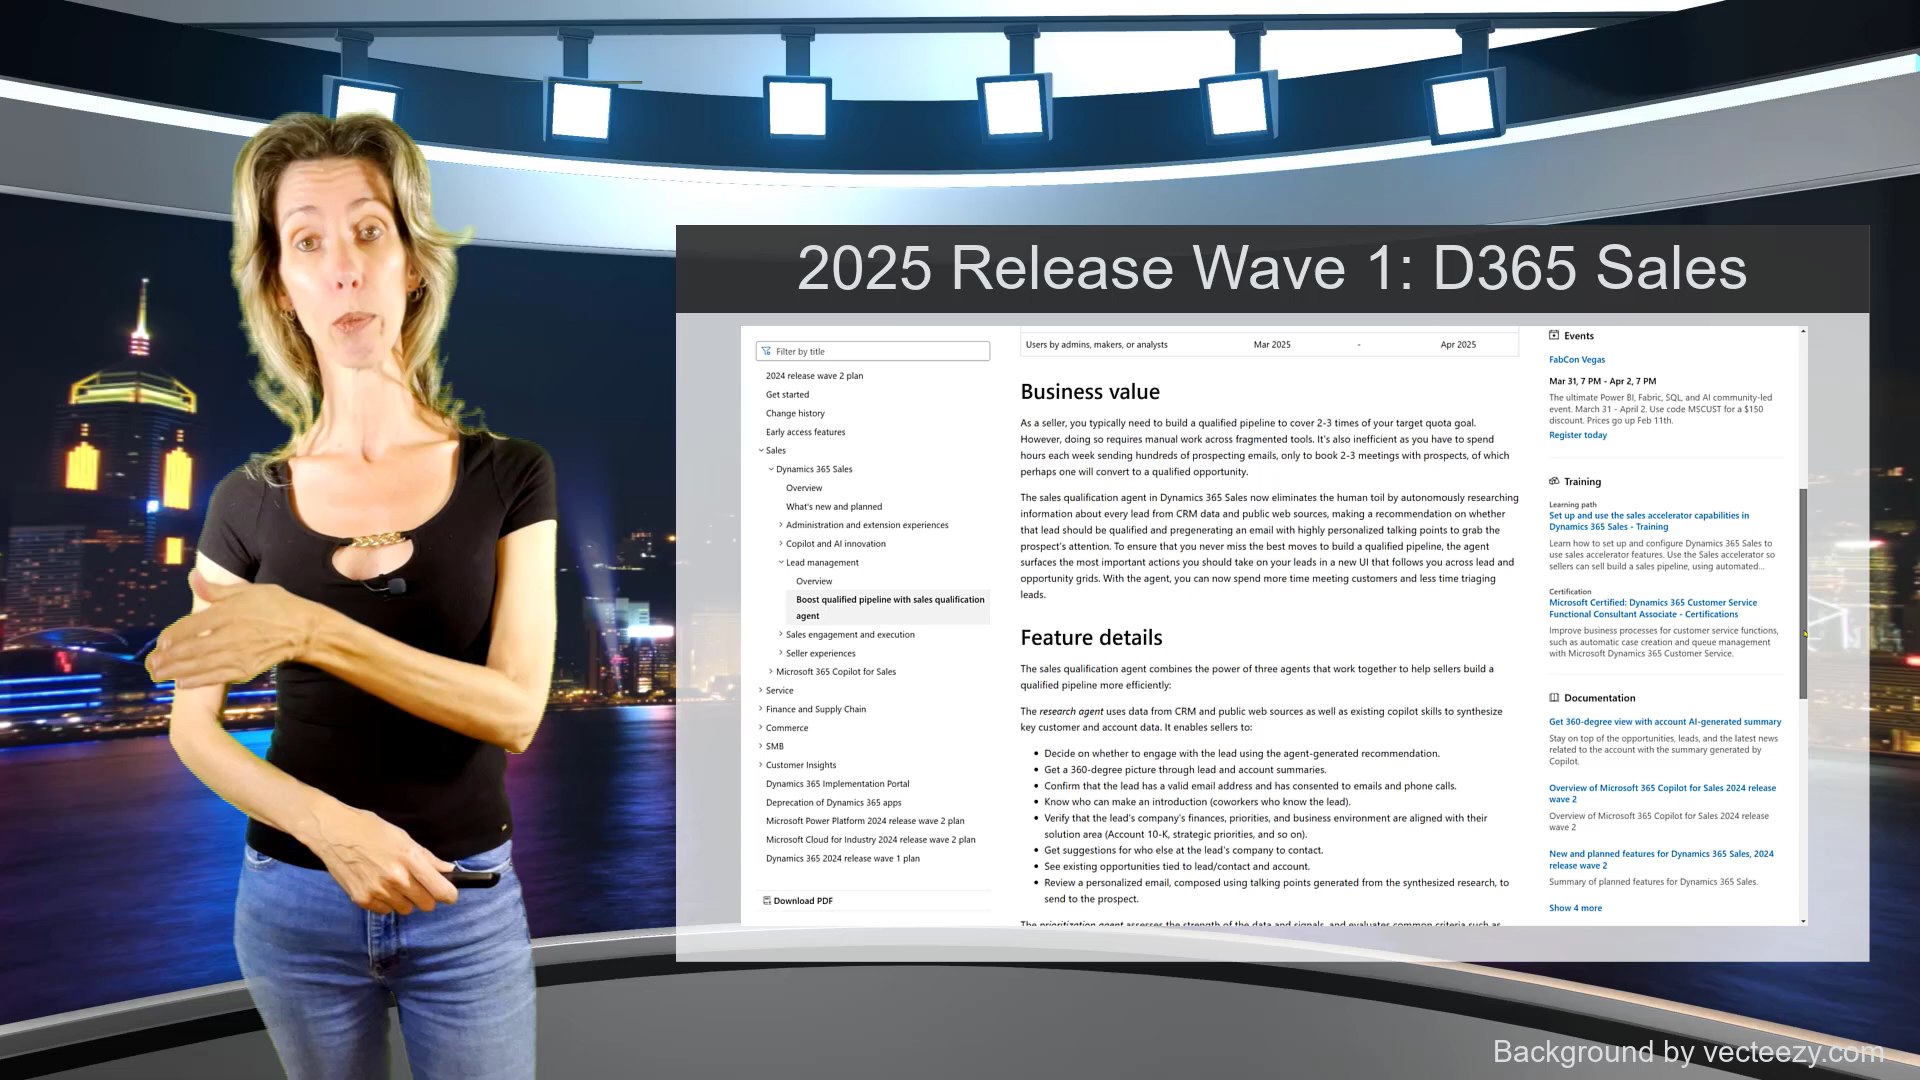 2025 Release Wave 1: D365 Sales
Filter by title
2024 release wave 2 plan
Get started
Change history
Early access features
Sales
Dynamics 365 Sales
Overview
What's new and planned
Administration and extension experiences
Copilot and AI innovation
Lead management
Overview
Boost qualified pipeline with sales qualification
agent
Sales engagement and execution
Seller experiences
Microsoft 365 Copilot for Sales
Service
Finance and Supply Chain
Commerce
SMB
Customer Insights
Dynamics 365 Implementation Portal
Deprecation of Dynamics 365 apps
Microsoft Power Platform 2024 release wave 2 plan
Microsoft Cloud for Industry 2024 release wave 2 plan
Dynamics 365 2024 release wave 1 plan
Download PDF
Users by admins, makers, or analysts Mar 2025 - Apr 2025
Business value
As a seller, you typically need to build a qualified pipeline to cover 2-3 times of your target quota goal.
However, doing so requires manual work across fragmented tools. It's also inefficient as you have to spend
hours each week sending hundreds of prospecting emails, only to book 2-3 meetings with prospects, of which
perhaps one will convert to a qualified opportunity.
The sales qualification agent in Dynamics 365 Sales now eliminates the human toil by autonomously researching
information about every lead from CRM data and public web sources, making a recommendation on whether
that lead should be qualified and pregenerating an email with highly personalized talking points to grab the
prospect's attention. To ensure that you never miss the best moves to build a qualified pipeline, the agent
surfaces the most important actions you should take on your leads in a new UI that follows you across lead and
opportunity grids. With the agent, you can now spend more time meeting customers and less time triaging
leads.
Feature details
The sales qualification agent combines the power of three agents that work together to help sellers build a
qualified pipeline more efficiently:
The research agent uses data from CRM and public web sources as well as existing copilot skills to synthesize
key customer and account data. It enables sellers to:
• Decide on whether to engage with the lead using the agent-generated recommendation.
• Get a 360-degree picture through lead and account summaries.
• Confirm that the lead has a valid email address and has consented to emails and phone calls.
• Know who can make an introduction (coworkers who know the lead).
• Verify that the lead's company's finances, priorities, and business environment are aligned with their
solution area (Account 10-K, strategic priorities, and so on).
• Get suggestions for who else at the lead's company to contact.
• See existing opportunities tied to lead/contact and account.
• Review a personalized email, composed using talking points generated from the synthesized research, to
send to the prospect.
The prioritization agent assesses the strength of the data and signals, and evaluates common criteria such as
Events
FabCon Vegas
Mar 31, 7 PM - Apr 2, 7 PM
The ultimate Power BI, Fabric, SQL, and AI community-led
event. March 31 - April 2. Use code MSCUST for a $150
discount. Prices go up Feb 11th.
Register today
Training
Learning path
Set up and use the sales accelerator capabilities in
Dynamics 365 Sales - Training
Learn how to set up and configure Dynamics 365 Sales to
use sales accelerator features. Use the Sales accelerator so
sellers can sell build a sales pipeline, using automated...
Certification
Microsoft Certified: Dynamics 365 Customer Service
Functional Consultant Associate - Certifications
Improve business processes for customer service functions,
such as automatic case creation and queue management
with Microsoft Dynamics 365 Customer Service.
Documentation
Get 360-degree view with account AI-generated summary
Stay on top of the opportunities, leads, and the latest news
related to the account with the summary generated by
Copilot.
Overview of Microsoft 365 Copilot for Sales 2024 release
wave 2
Overview of Microsoft 365 Copilot for Sales 2024 release
wave 2
New and planned features for Dynamics 365 Sales, 2024
release wave 2
Summary of planned features for Dynamics 365 Sales.
Show 4 more
Background by vecteezy.com